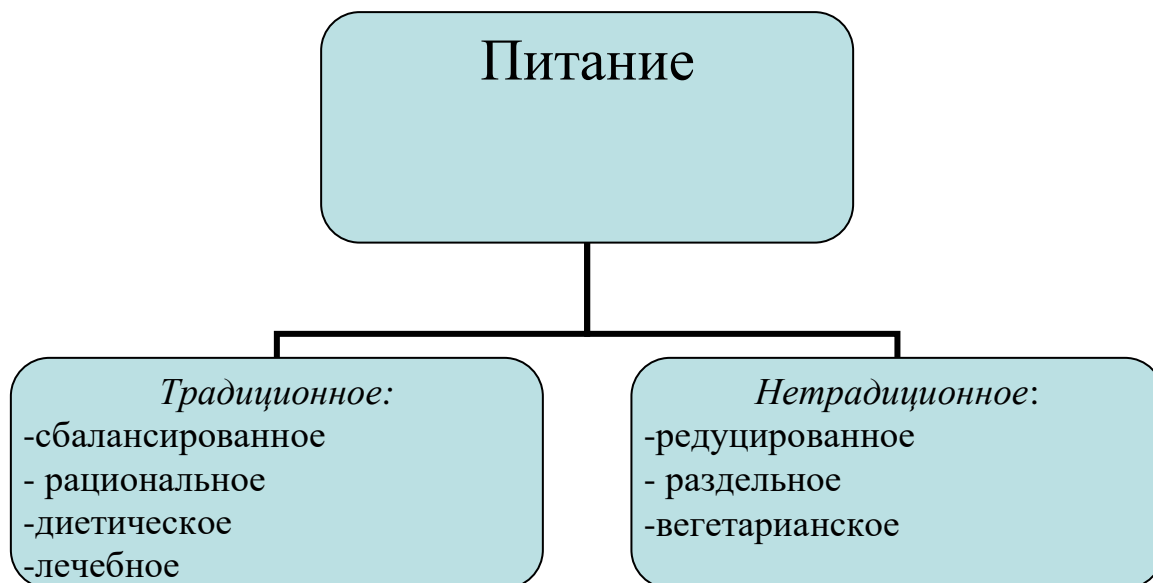 Питание
Традиционное:
-сбалансированное
- рациональное
-диетическое
-лечебное
Нетрадиционное:
-редуцированное
- раздельное
-вегетарианское